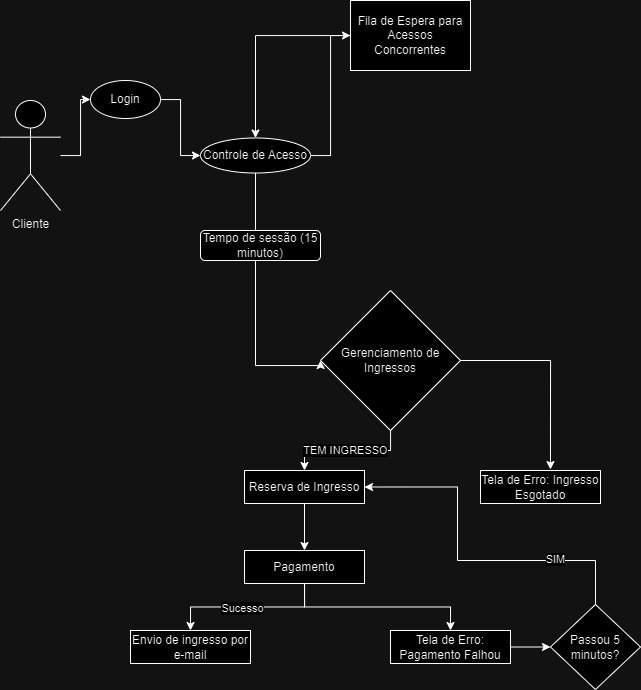 Fila de Espera para
Acessos
Concorrentes
Login
Controle de Acesso
Cliente
Tempo de sessão (15
minutos)
Gerenciamento de
Ingressos
TEM INGRESSO
Reserva de Ingresso
Tela de Erro: Ingresso
Esgotado
Pagamento
SIM
Sucesso
Envio de ingresso por
e-mail
Tela de Erro:
Pagamento Falhou
Passou 5
minutos?